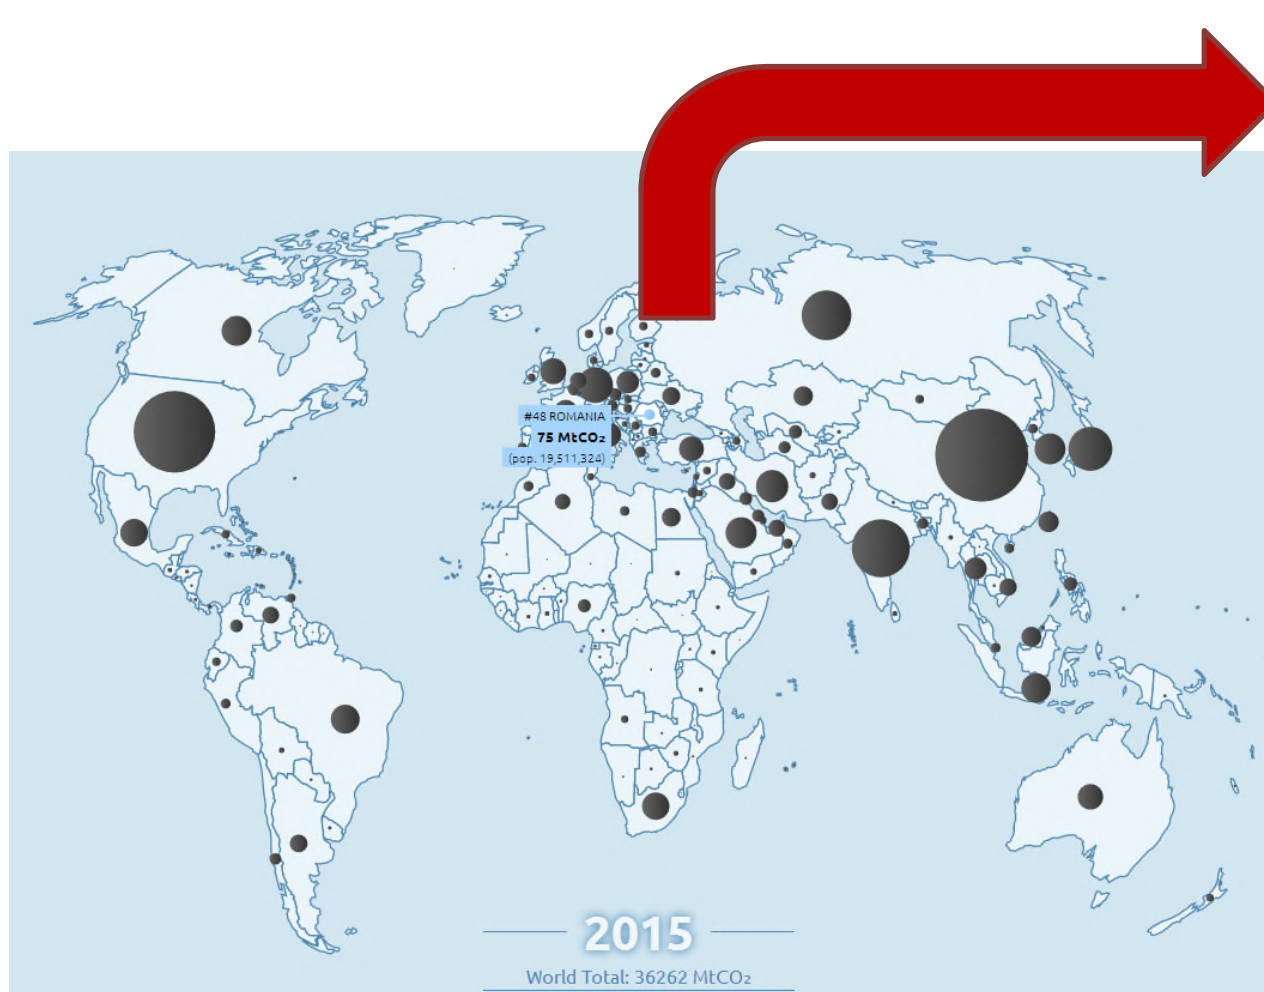 #48 ROMANIA
75 MtCO₂
(pop. 19,511,324)
2015
World Total: 36262 MtCO₂